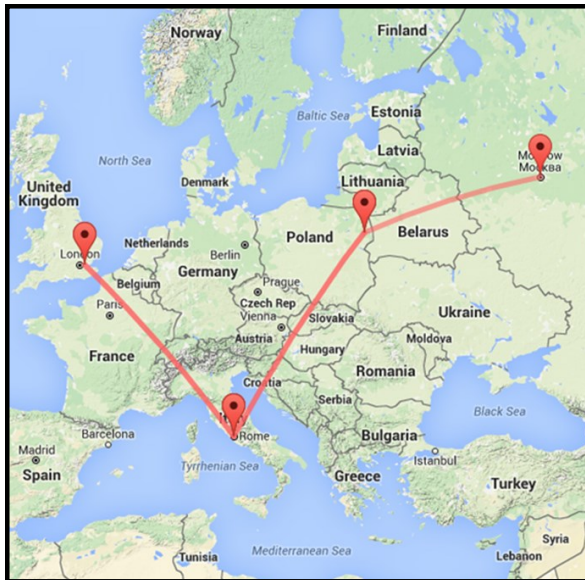 Norway
Finland
Baltic Sea
Estonia
Latvia
Moscow
Москва
North Sea
Denmark
Lithuania
United
Kingdom
London
Netherlands
Berlin
Poland
Belarus
Belgium
Germany
Paris
Prague
Czech Rep
Ukraine
Vienna
Slovakia
France
Austria
Hungary
Moldova
Croatia
Romania
Serbia
Black Sea
Barcelona
Rome
Bulgaria
Madrid
Istanbul
Spain
Tyrrhenian Sea
Greece
Turkey
Tunisia
Mediterranean Sea
Syria
Lebanon